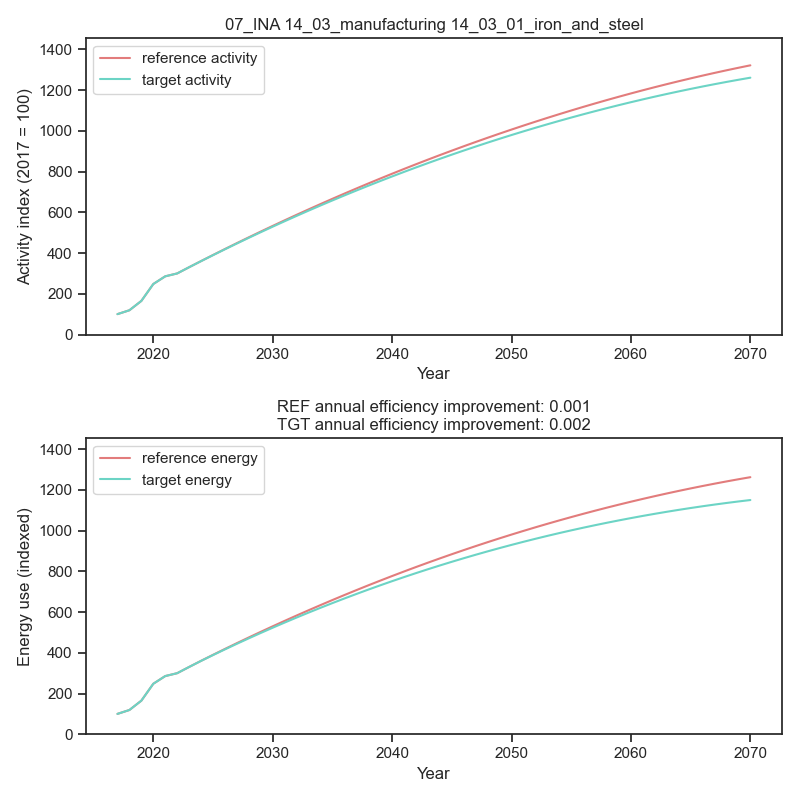 07_INA 14_03_manufacturing 14_03_01_iron_and_steel
1400
1200
1000
800
600
400
200
0
Activity index (2017 = 100)
reference activity
target activity
2020 2030 2040 2050 2060 2070
Year
REF annual efficiency improvement: 0.001
TGT annual efficiency improvement: 0.002
1400
1200
1000
800
600
400
200
0
Energy use (indexed)
reference energy
target energy
2020 2030 2040 2050 2060 2070
Year